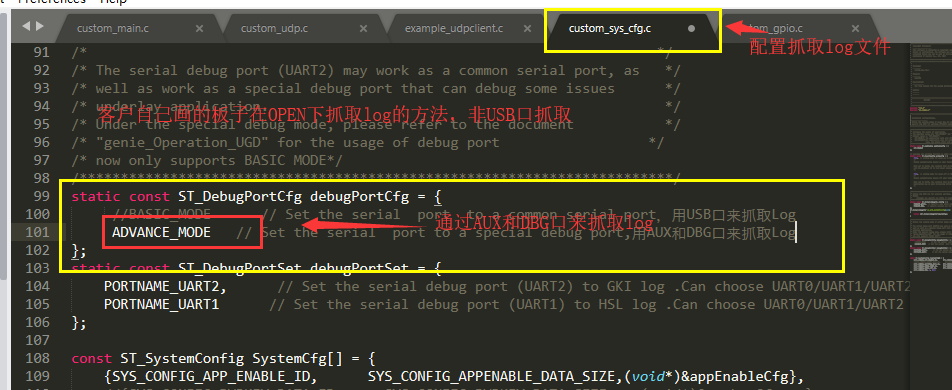 Preferences Help
custom_main.c × custom_udp.c × example_udpclient.c × custom_sys_cfg.c tom_gpio.c ×
配置抓取log文件
91 /* */
92 /* The serial debug port (UART2) may work as a common serial port, as */
93 /* well as work as a special debug port that can debug some issues */
94 /* underlay application. */
客户自己画的板子在OPEN下抓取log的方法,非USB口抓取
95 /* Under the special debug mode, please refer to the document */
96 /* "genie_Operation_UGD" for the usage of debug port */
97 /* now only supports BASIC MODE*/
98 /*************************************************************************/
99 static const ST_DebugPortCfg debugPortCfg = {
100 //BASIC_MODE // Set the serial port to a common serial port, 用USB口来抓取Log
通过AUX和DBG口来抓取log
101 ADVANCE_MODE // Set the serial port to a special debug port,用AUX和DBG口来抓取Log
102 };
103 static const ST_DebugPortSet debugPortSet = {
104 PORTNAME_UART2, // Set the serial debug port (UART2) to GKI log .Can choose UART0/UART1/UART2
105 PORTNAME_UART1 // Set the serial debug port (UART1) to HSL log .Can choose UART0/UART1/UART2
106 };
107
108 const ST_SystemConfig SystemCfg[] = {
109 {SYS_CONFIG_APP_ENABLE_ID, SYS_CONFIG_APPENABLE_DATA_SIZE,(void*)&appEnableCfg},